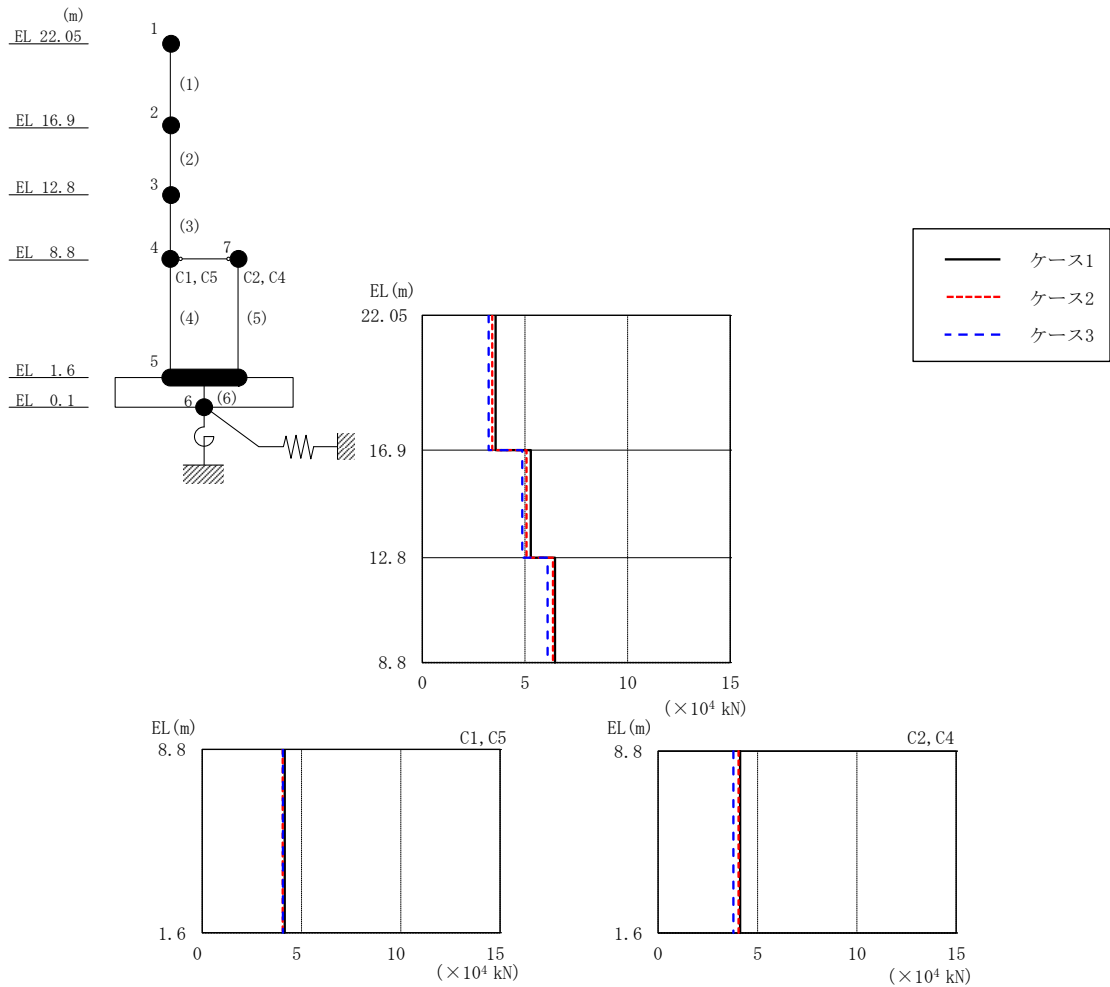 (m)
EL 22.05
EL 16.9
EL 12.8
EL 8.8
EL 1.6
EL 0.1
1
(1)
2
(2)
3
(3)
4
7
C1,C5
C2,C4
(4)
(5)
5
6
(6)
ケース1
ケース2
ケース3
EL(m)
22.05
16.9
12.8
8.8
0
5
10
15
(×10⁴ kN)
EL(m)
C1,C5
8.8
1.6
0
5
10
15
(×10⁴ kN)
EL(m)
C2,C4
8.8
1.6
0
5
10
15
(×10⁴ kN)